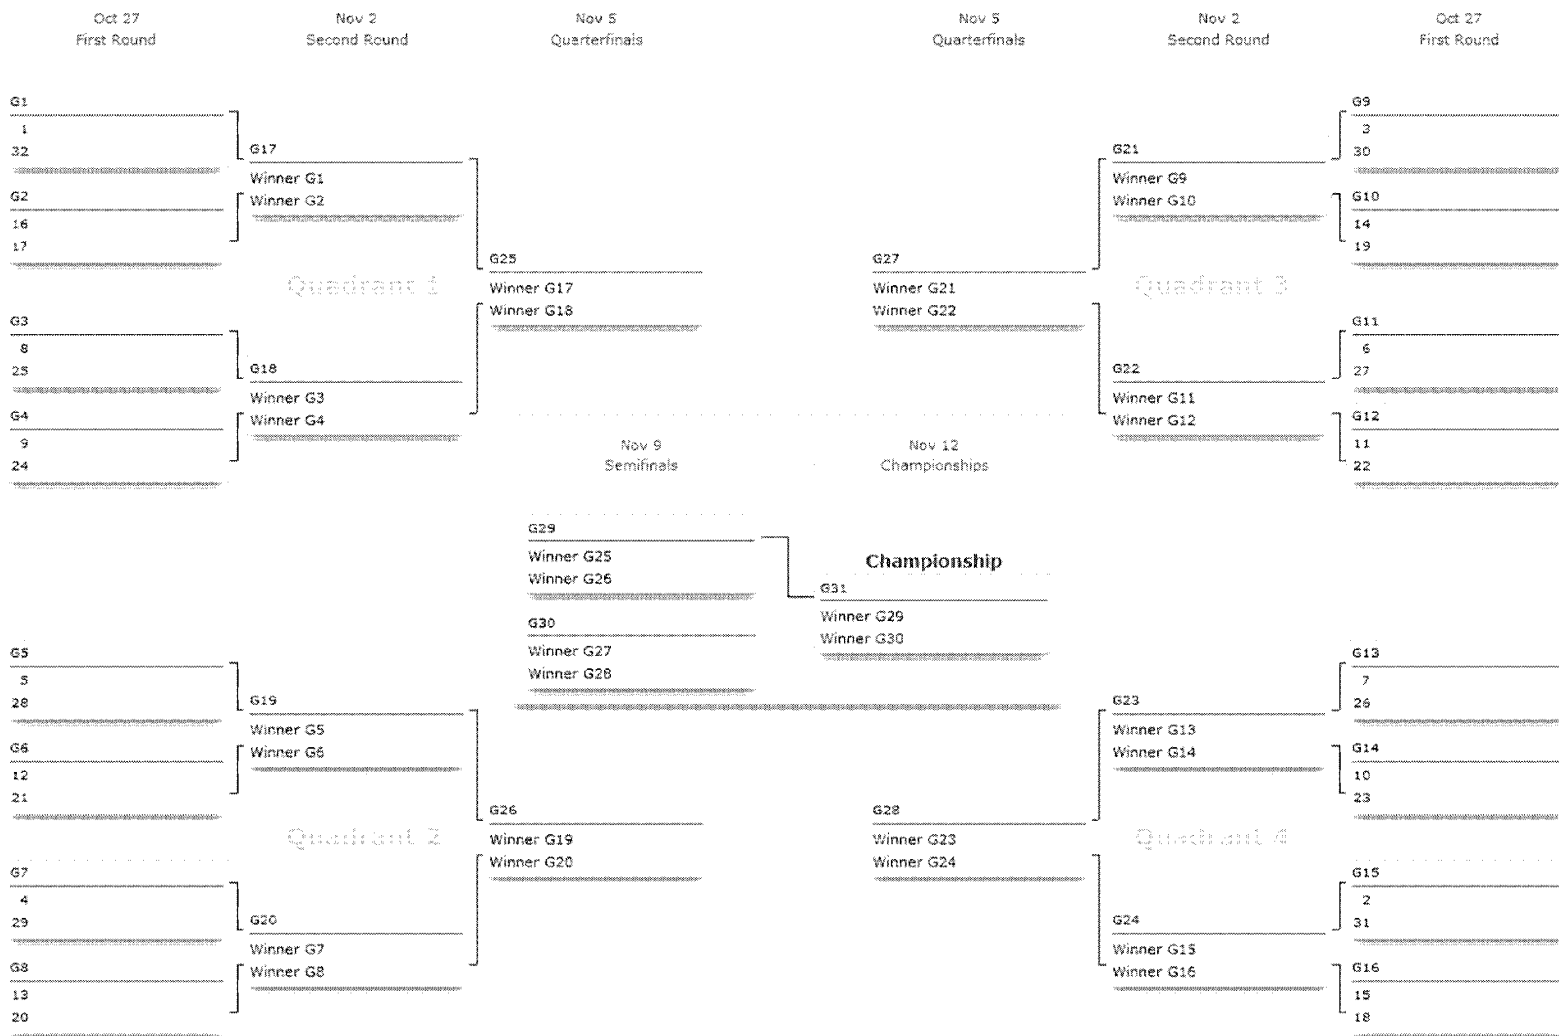 Oct 27
First Round
Nov 2
Second Round
Nov 5
Quarterfinals
Nov 5
Quarterfinals
Nov 2
Second Round
Oct 27
First Round
G1
1
32
G2
16
17
G17
Winner G1
Winner G2
Quadrant 1
G3
8
25
G4
9
24
G18
Winner G3
Winner G4
G25
Winner G17
Winner G18
G27
Winner G21
Winner G22
G21
Winner G9
Winner G10
Quadrant 3
G22
Winner G11
Winner G12
G9
3
30
G10
14
19
G11
6
27
G12
11
22
Nov 9
Semifinals
Nov 12
Championships
G29
Winner G25
Winner G26
G30
Winner G27
Winner G28
Championship
G31
Winner G29
Winner G30
G5
5
28
G6
12
21
G19
Winner G5
Winner G6
Quadrant 2
G7
4
29
G8
13
20
G20
Winner G7
Winner G8
G26
Winner G19
Winner G20
G28
Winner G23
Winner G24
G23
Winner G13
Winner G14
Quadrant 4
G24
Winner G15
Winner G16
G13
7
26
G14
10
23
G15
2
31
G16
15
18